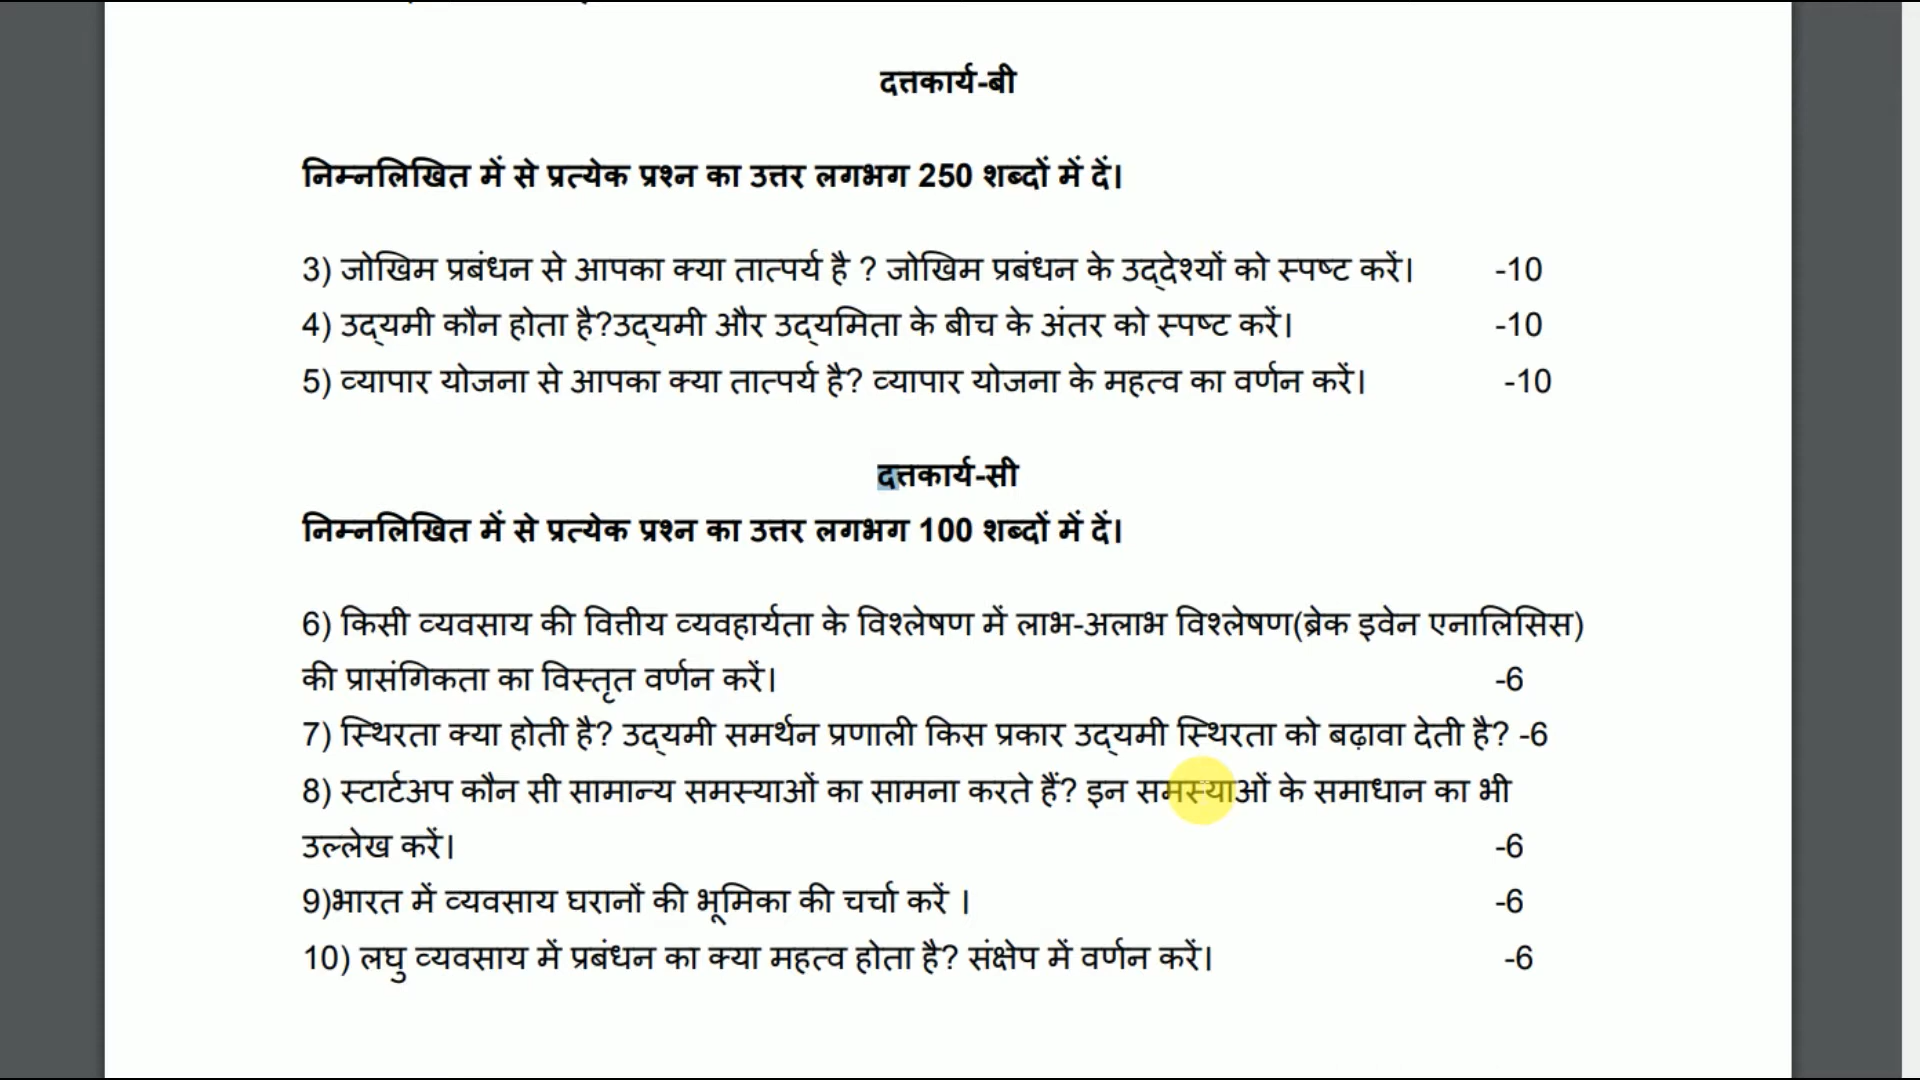 दत्तकार्य-बी
निम्नलिखित में से प्रत्येक प्रश्न का उत्तर लगभग 250 शब्दों में दें।
3) जोखिम प्रबंधन से आपका क्या तात्पर्य है ? जोखिम प्रबंधन के उद्देश्यों को स्पष्ट करें। -10
4) उद्यमी कौन होता है?उद्यमी और उद्यमिता के बीच के अंतर को स्पष्ट करें। -10
5) व्यापार योजना से आपका क्या तात्पर्य है? व्यापार योजना के महत्व का वर्णन करें। -10
दत्तकार्य-सी
निम्नलिखित में से प्रत्येक प्रश्न का उत्तर लगभग 100 शब्दों में दें।
6) किसी व्यवसाय की वित्तीय व्यवहार्यता के विश्लेषण में लाभ-अलाभ विश्लेषण(ब्रेक इवेन एनालिसिस)
की प्रासंगिकता का विस्तृत वर्णन करें। -6
7) स्थिरता क्या होती है? उद्यमी समर्थन प्रणाली किस प्रकार उद्यमी स्थिरता को बढ़ावा देती है? -6
8) स्टार्टअप कौन सी सामान्य समस्याओं का सामना करते हैं? इन समस्याओं के समाधान का भी
उल्लेख करें। -6
9)भारत में व्यवसाय घरानों की भूमिका की चर्चा करें । -6
10) लघु व्यवसाय में प्रबंधन का क्या महत्व होता है? संक्षेप में वर्णन करें। -6